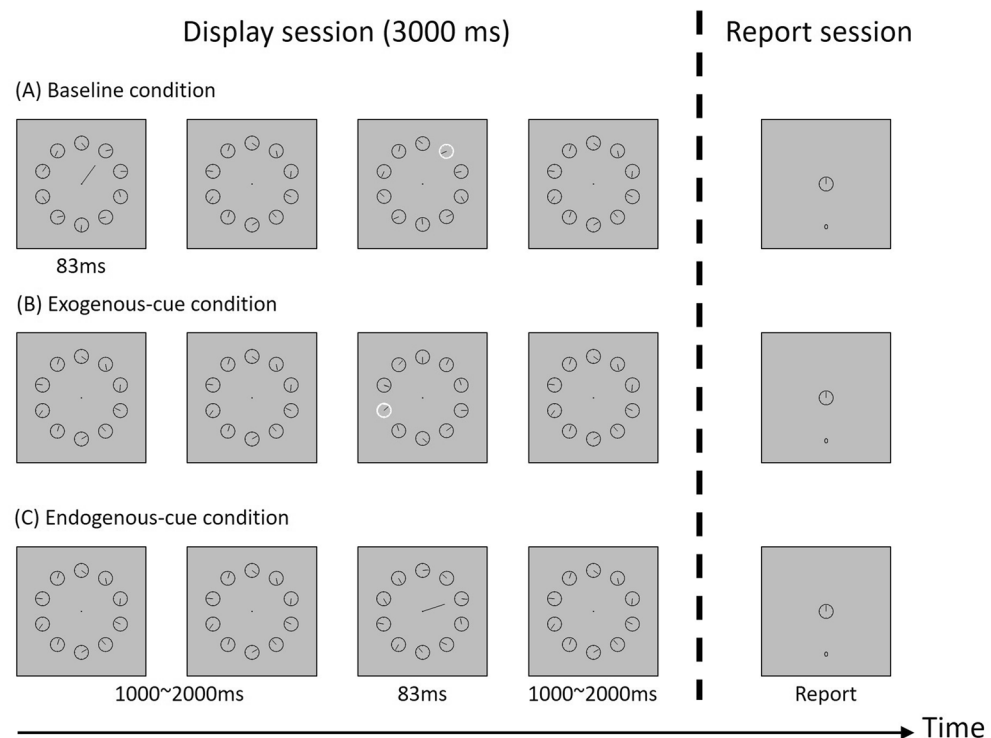 Display session (3000 ms)
Report session
(A) Baseline condition
83ms
(B) Exogenous-cue condition
(C) Endogenous-cue condition
1000~2000ms
83ms
1000~2000ms
Report
Time